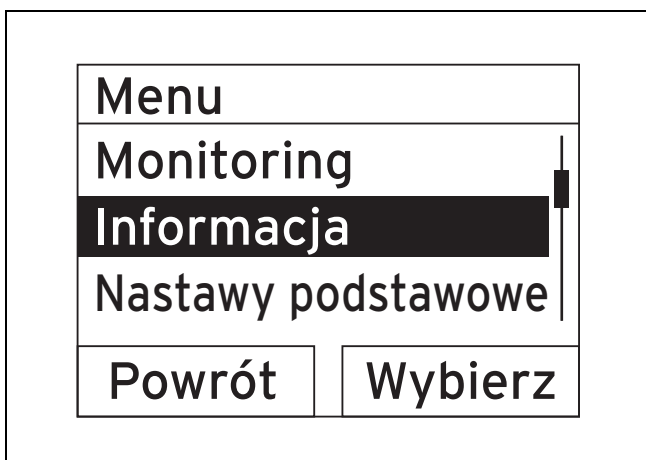 Menu
Monitoring
Informacja
Nastawy podstawowe
Powrót Wybierz